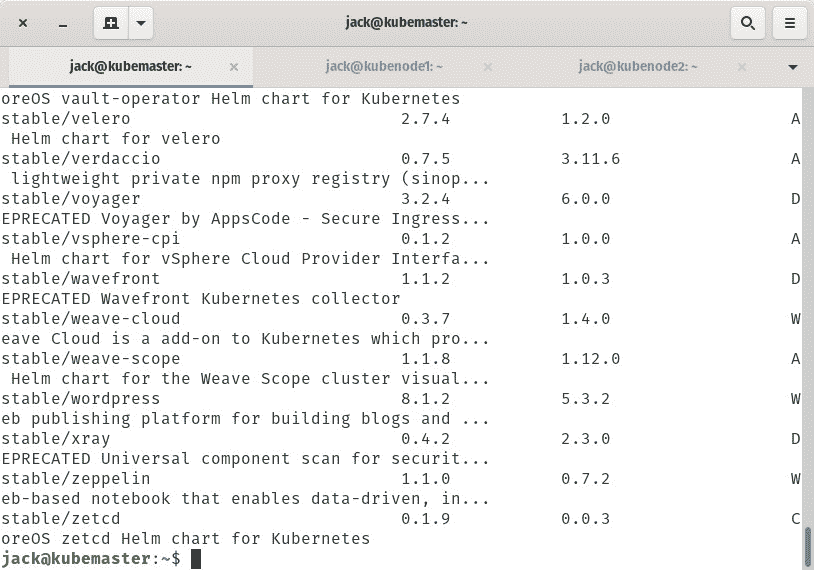 jack@kubemaster: ~
jack@kubemaster: ~ jack@kubenode1: ~ jack@kubenode2: ~
oreOS vault-operator Helm chart for Kubernetes
stable/velero 2.7.4 1.2.0 A
Helm chart for velero
stable/verdaccio 0.7.5 3.11.6 A
lightweight private npm proxy registry (sinop...
stable/voyager 3.2.4 6.0.0 D
EPRECATED Voyager by AppsCode - Secure Ingress...
stable/vsphere-cpi 0.1.2 1.0.0 A
Helm chart for vSphere Cloud Provider Interfa...
stable/wavefront 1.1.2 1.0.3 D
EPRECATED Wavefront Kubernetes collector
stable/weave-cloud 0.3.7 1.4.0 W
eave Cloud is a add-on to Kubernetes which pro...
stable/weave-scope 1.1.8 1.12.0 A
Helm chart for the Weave Scope cluster visual...
stable/wordpress 8.1.2 5.3.2 W
eb publishing platform for building blogs and ...
stable/xray 0.4.2 2.3.0 D
EPRECATED Universal component scan for securit...
stable/zeppelin 1.1.0 0.7.2 W
eb-based notebook that enables data-driven, in...
stable/zetcd 0.1.9 0.0.3 C
oreOS zetcd Helm chart for Kubernetes
jack@kubemaster:~$